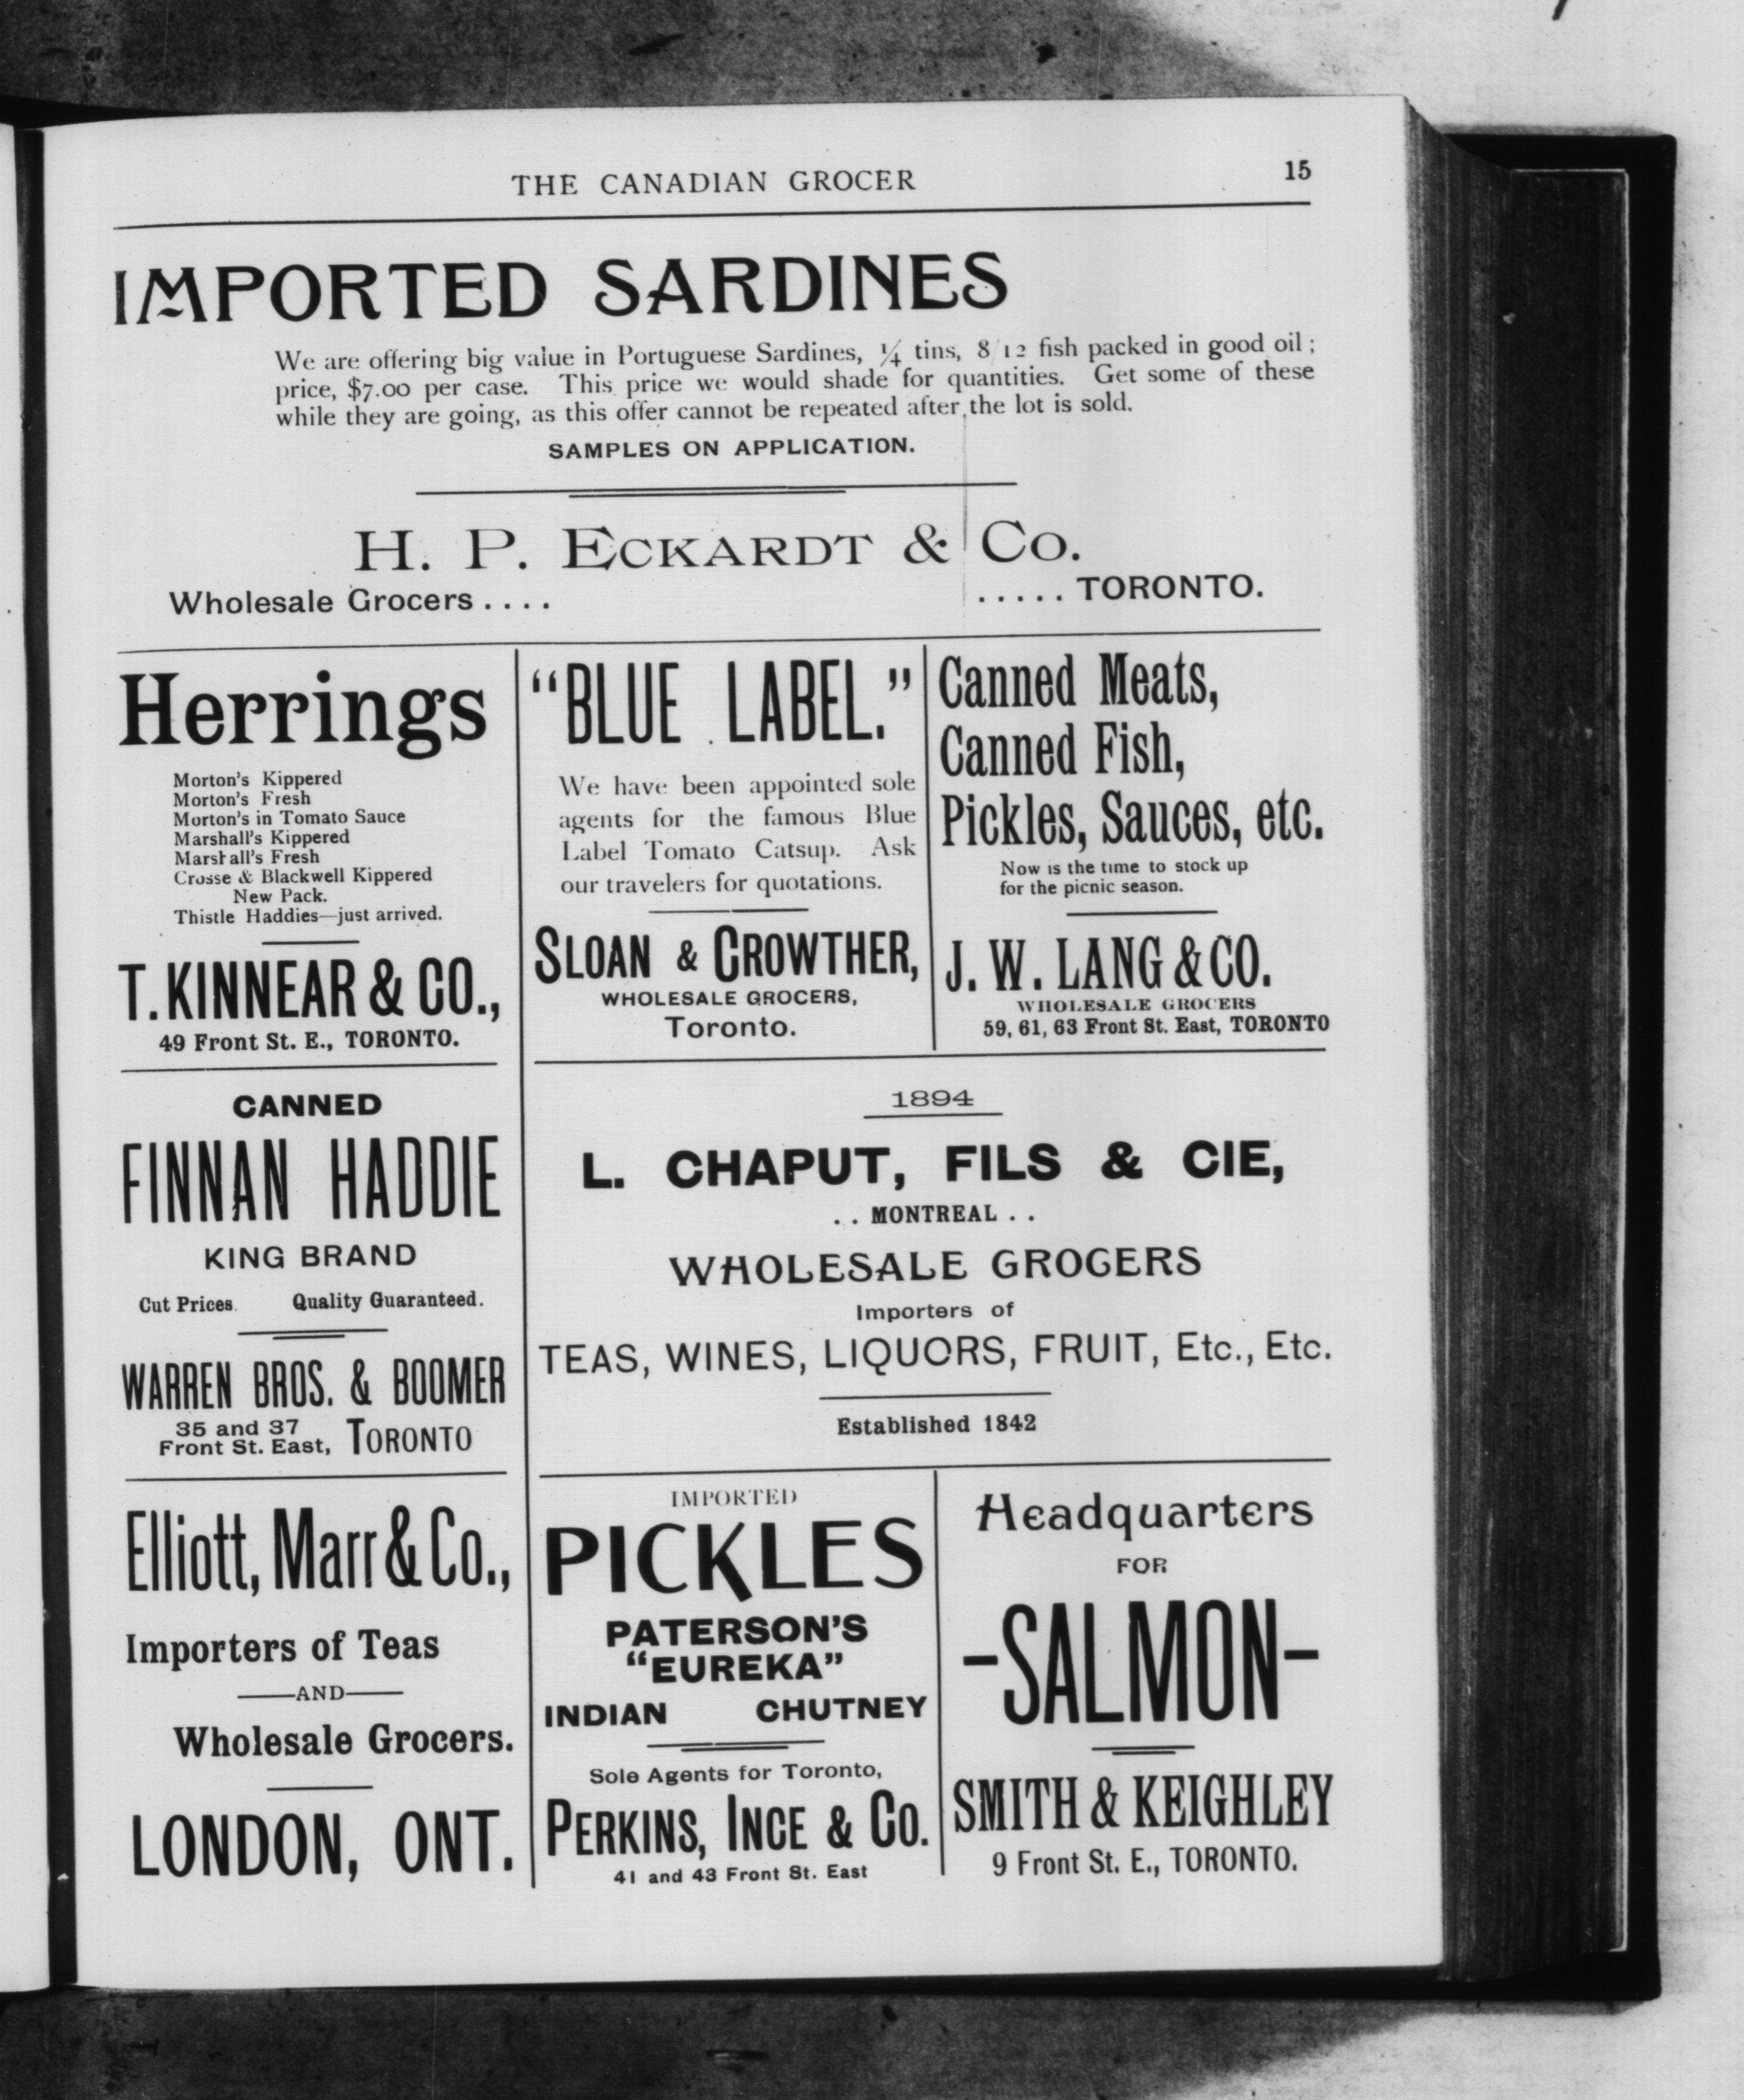 THE CANADIAN GROCER 15
IMPORTED SARDINES
We are offering big value in Portuguese Sardines, ¼ tins, 8/12 fish packed in good oil;
price, $7.00 per case. This price we would shade for quantities. Get some of these
while they are going, as this offer cannot be repeated after the lot is sold.
SAMPLES ON APPLICATION.
H. P. ECKARDT & CO.
Wholesale Grocers .... ..... TORONTO.
Herrings
Morton's Kippered
Morton's Fresh
Morton's in Tomato Sauce
Marshall's Kippered
Marshall's Fresh
Crosse & Blackwell Kippered
New Pack.
Thistle Haddies—just arrived.
T. KINNEAR & CO.,
49 Front St. E., TORONTO.
"BLUE LABEL."
We have been appointed sole
agents for the famous Blue
Label Tomato Catsup. Ask
our travelers for quotations.
SLOAN & CROWTHER,
WHOLESALE GROCERS,
Toronto.
Canned Meats,
Canned Fish,
Pickles, Sauces, etc.
Now is the time to stock up
for the picnic season.
J. W. LANG & CO.
WHOLESALE GROCERS
59, 61, 63 Front St. East, TORONTO
CANNED
FINNAN HADDIE
KING BRAND
Cut Prices. Quality Guaranteed.
WARREN BROS. & BOOMER
35 and 37
Front St. East, TORONTO
1894
L. CHAPUT, FILS & CIE,
. . MONTREAL . .
WHOLESALE GROCERS
Importers of
TEAS, WINES, LIQUORS, FRUIT, Etc., Etc.
Established 1842
Elliott, Marr & Co.,
Importers of Teas
—AND—
Wholesale Grocers.
LONDON, ONT.
IMPORTED
PICKLES
PATERSON'S
"EUREKA"
INDIAN CHUTNEY
Sole Agents for Toronto,
PERKINS, INCE & CO.
41 and 43 Front St. East
Headquarters
FOR
-SALMON-
SMITH & KEIGHLEY
9 Front St. E., TORONTO.